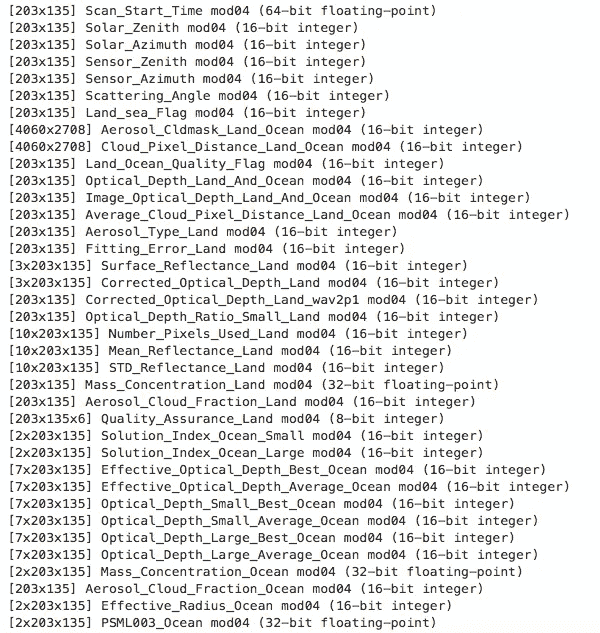 [203x135] Scan_Start_Time mod04 (64-bit floating-point)
[203x135] Solar_Zenith mod04 (16-bit integer)
[203x135] Solar_Azimuth mod04 (16-bit integer)
[203x135] Sensor_Zenith mod04 (16-bit integer)
[203x135] Sensor_Azimuth mod04 (16-bit integer)
[203x135] Scattering_Angle mod04 (16-bit integer)
[203x135] Land_sea_Flag mod04 (16-bit integer)
[4060x2708] Aerosol_Cldmask_Land_Ocean mod04 (16-bit integer)
[4060x2708] Cloud_Pixel_Distance_Land_Ocean mod04 (16-bit integer)
[203x135] Land_Ocean_Quality_Flag mod04 (16-bit integer)
[203x135] Optical_Depth_Land_And_Ocean mod04 (16-bit integer)
[203x135] Image_Optical_Depth_Land_And_Ocean mod04 (16-bit integer)
[203x135] Average_Cloud_Pixel_Distance_Land_Ocean mod04 (16-bit integer)
[203x135] Aerosol_Type_Land mod04 (16-bit integer)
[203x135] Fitting_Error_Land mod04 (16-bit integer)
[3x203x135] Surface_Reflectance_Land mod04 (16-bit integer)
[3x203x135] Corrected_Optical_Depth_Land mod04 (16-bit integer)
[203x135] Corrected_Optical_Depth_Land_wav2p1 mod04 (16-bit integer)
[203x135] Optical_Depth_Ratio_Small_Land mod04 (16-bit integer)
[10x203x135] Number_Pixels_Used_Land mod04 (16-bit integer)
[10x203x135] Mean_Reflectance_Land mod04 (16-bit integer)
[10x203x135] STD_Reflectance_Land mod04 (16-bit integer)
[203x135] Mass_Concentration_Land mod04 (32-bit floating-point)
[203x135] Aerosol_Cloud_Fraction_Land mod04 (16-bit integer)
[203x135x6] Quality_Assurance_Land mod04 (8-bit integer)
[2x203x135] Solution_Index_Ocean_Small mod04 (16-bit integer)
[2x203x135] Solution_Index_Ocean_Large mod04 (16-bit integer)
[7x203x135] Effective_Optical_Depth_Best_Ocean mod04 (16-bit integer)
[7x203x135] Effective_Optical_Depth_Average_Ocean mod04 (16-bit integer)
[7x203x135] Optical_Depth_Small_Best_Ocean mod04 (16-bit integer)
[7x203x135] Optical_Depth_Small_Average_Ocean mod04 (16-bit integer)
[7x203x135] Optical_Depth_Large_Best_Ocean mod04 (16-bit integer)
[7x203x135] Optical_Depth_Large_Average_Ocean mod04 (16-bit integer)
[2x203x135] Mass_Concentration_Ocean mod04 (32-bit floating-point)
[203x135] Aerosol_Cloud_Fraction_Ocean mod04 (16-bit integer)
[2x203x135] Effective_Radius_Ocean mod04 (16-bit integer)
[2x203x135] PSML003_Ocean mod04 (32-bit floating-point)